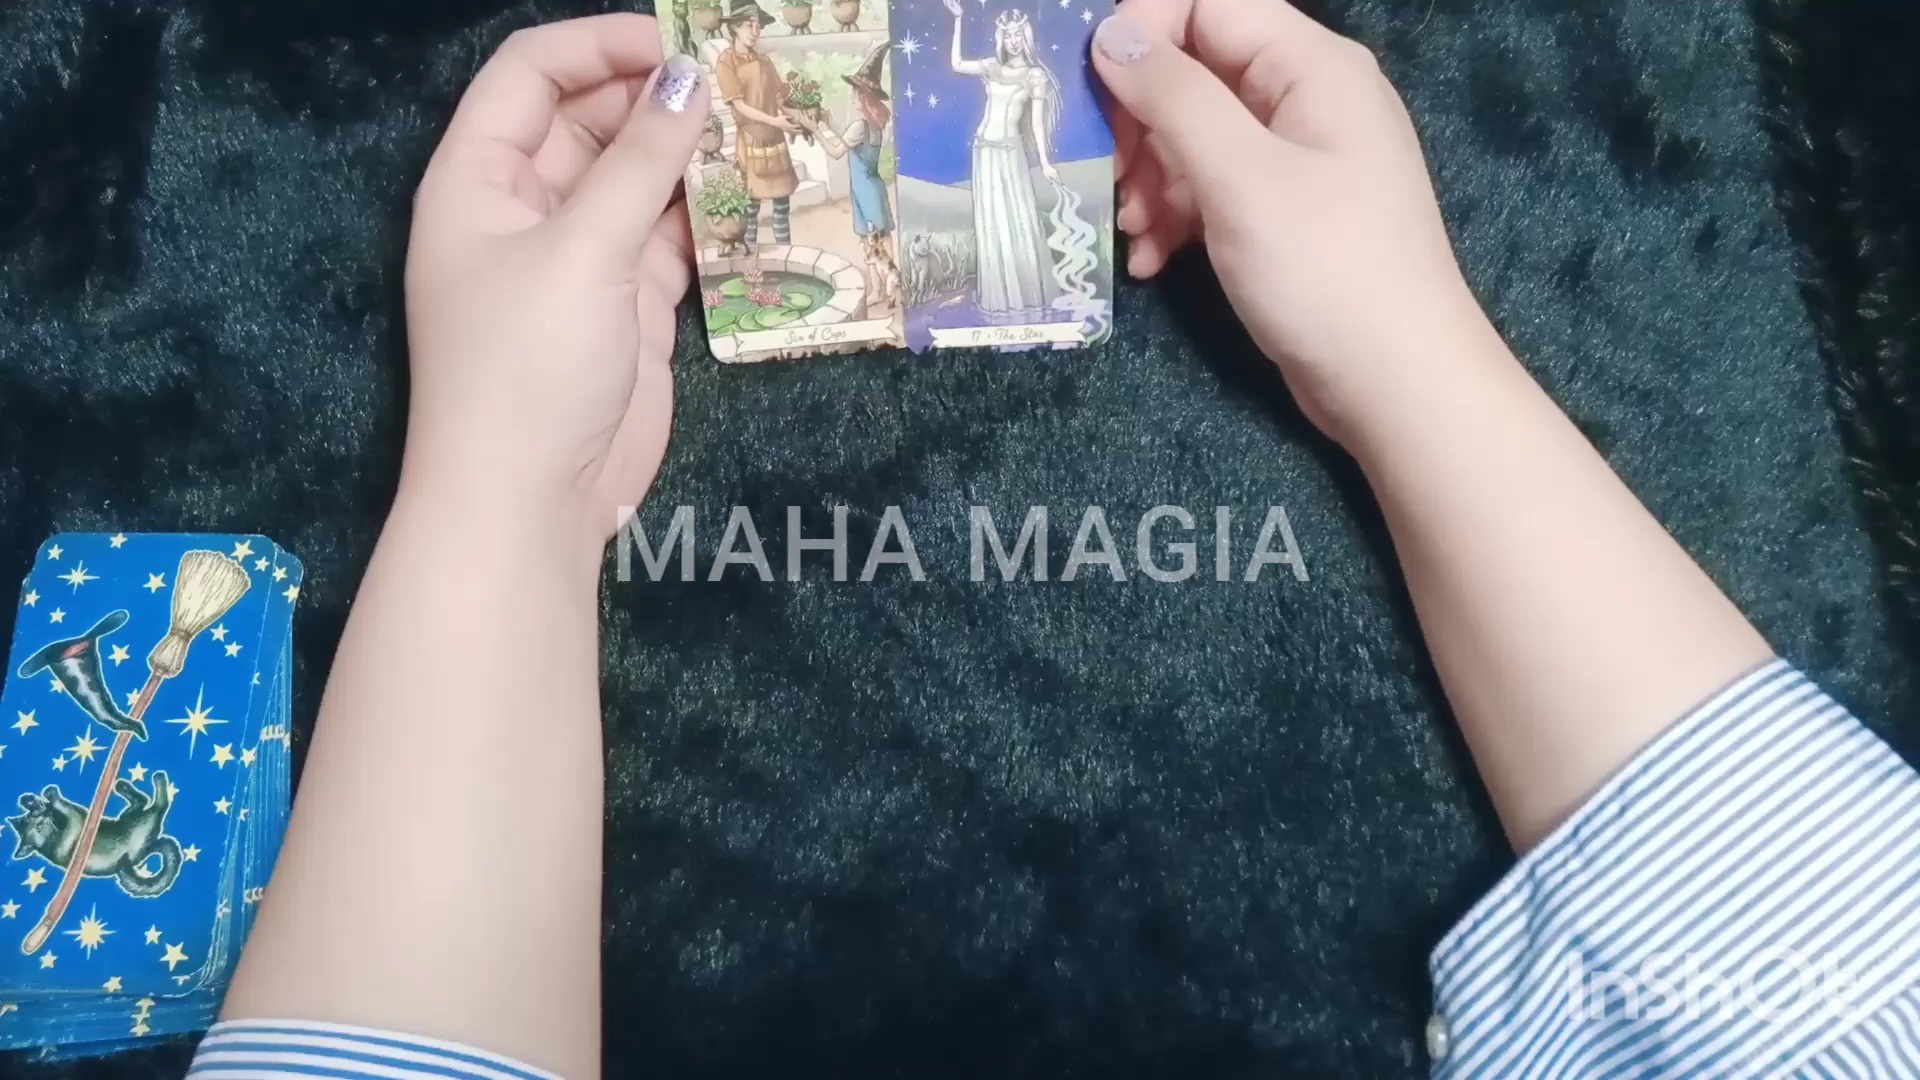 Six of Cups
17 • The Star
MAHA MAGIA
InShOt